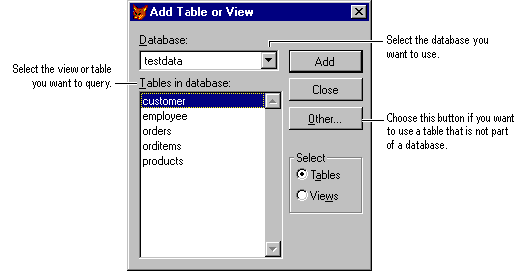 Add Table or View
Database:
testdata
Select the database you
want to use.
Add
Select the view or table
you want to query.
Tables in database:
Close
customer
employee
orders
orditems
products
Other...
Choose this button if you want
to use a table that is not part
of a database.
Select
Tables
Views